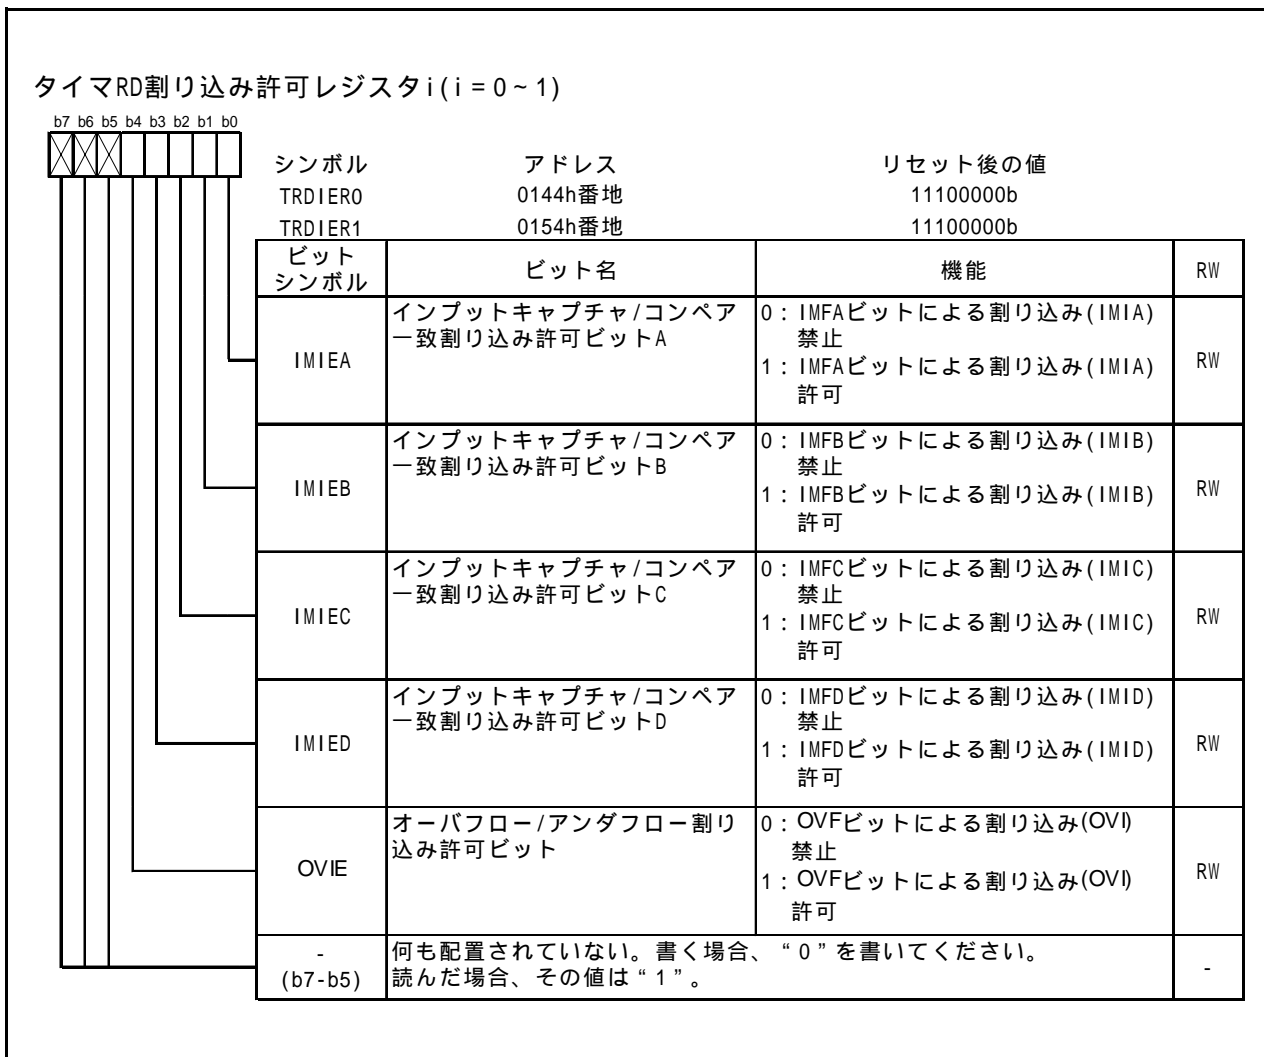 タイマRD割り込み許可レジスタi(i=0~1)
b7 b6 b5 b4 b3 b2 b1 b0
シンボル アドレス リセット後の値
TRDIER0 0144h番地 11100000b
TRDIER1 0154h番地 11100000b
ビット
シンボル
ビット名 機能 RW
IMIEA
インプットキャプチャ/コンペア
一致割り込み許可ビットA
0:IMFAビットによる割り込み(IMIA)
禁止
1:IMFAビットによる割り込み(IMIA)
許可
RW
IMIEB
インプットキャプチャ/コンペア
一致割り込み許可ビットB
0:IMFBビットによる割り込み(IMIB)
禁止
1:IMFBビットによる割り込み(IMIB)
許可
RW
IMIEC
インプットキャプチャ/コンペア
一致割り込み許可ビットC
0:IMFCビットによる割り込み(IMIC)
禁止
1:IMFCビットによる割り込み(IMIC)
許可
RW
IMIED
インプットキャプチャ/コンペア
一致割り込み許可ビットD
0:IMFDビットによる割り込み(IMID)
禁止
1:IMFDビットによる割り込み(IMID)
許可
RW
OVIE
オーバフロー/アンダフロー割り
込み許可ビット
0:OVFビットによる割り込み(OVI)
禁止
1:OVFビットによる割り込み(OVI)
許可
RW
-
(b7-b5)
何も配置されていない。書く場合、“0”を書いてください。
読んだ場合、その値は“1”。
-